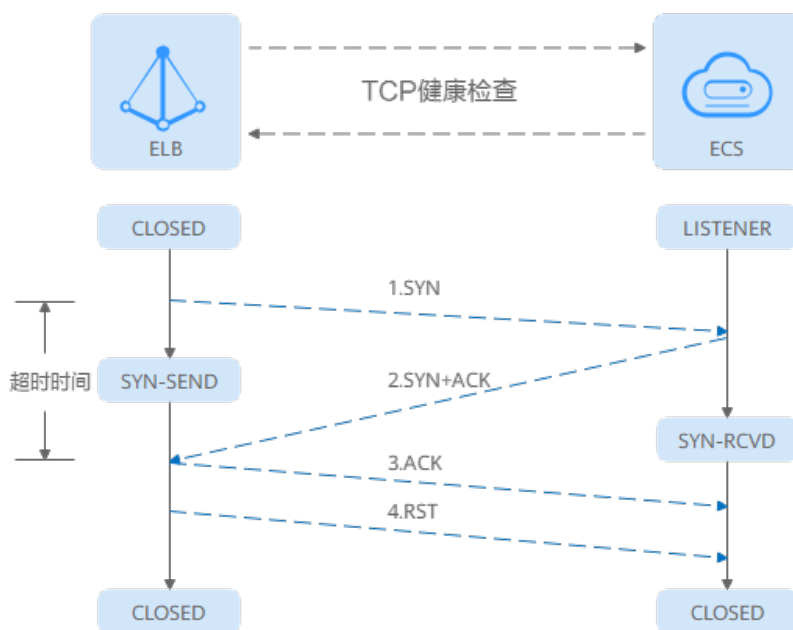 TCP健康检查
ELB
ECS
CLOSED
LISTENER
1.SYN
超时时间
SYN-SEND
2.SYN+ACK
SYN-RCVD
3.ACK
4.RST
CLOSED
CLOSED